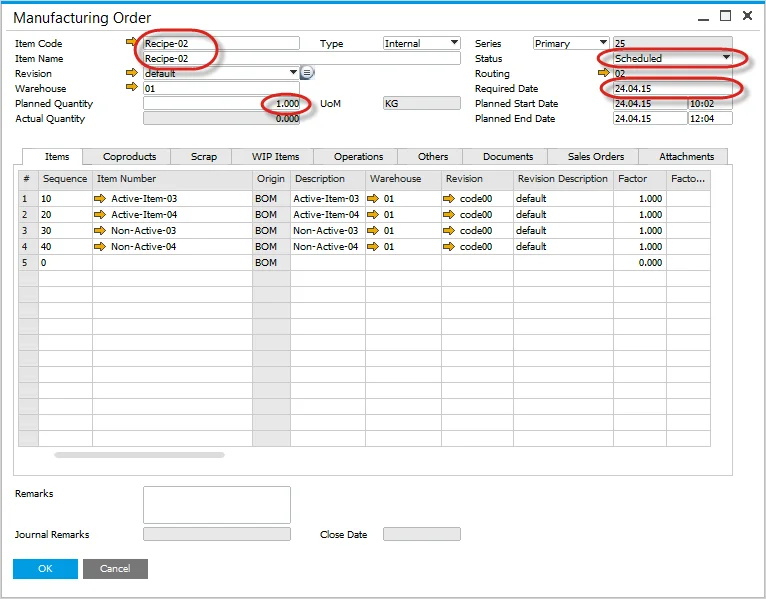 Manufacturing Order
Item Code Recipe-02 Type Internal Series Primary 25
Item Name Recipe-02 Status Scheduled
Revision default Routing 02
Warehouse 01 Required Date 24.04.15
Planned Quantity 1.000 UoM KG Planned Start Date 24.04.15 10:02
Actual Quantity 0.000 Planned End Date 24.04.15 12:04
Items Coproducts Scrap WIP Items Operations Others Documents Sales Orders Attachments
# Sequence Item Number Origin Description Warehouse Revision Revision Description Factor Facto...
1 10 Active-Item-03 BOM Active-Item-03 01 code00 default 1.000
2 20 Active-Item-04 BOM Active-Item-04 01 code00 default 1.000
3 30 Non-Active-03 BOM Non-Active-03 01 code00 default 1.000
4 40 Non-Active-04 BOM Non-Active-04 01 code00 default 1.000
5 0 BOM 0.000
Remarks
Journal Remarks Close Date
OK Cancel